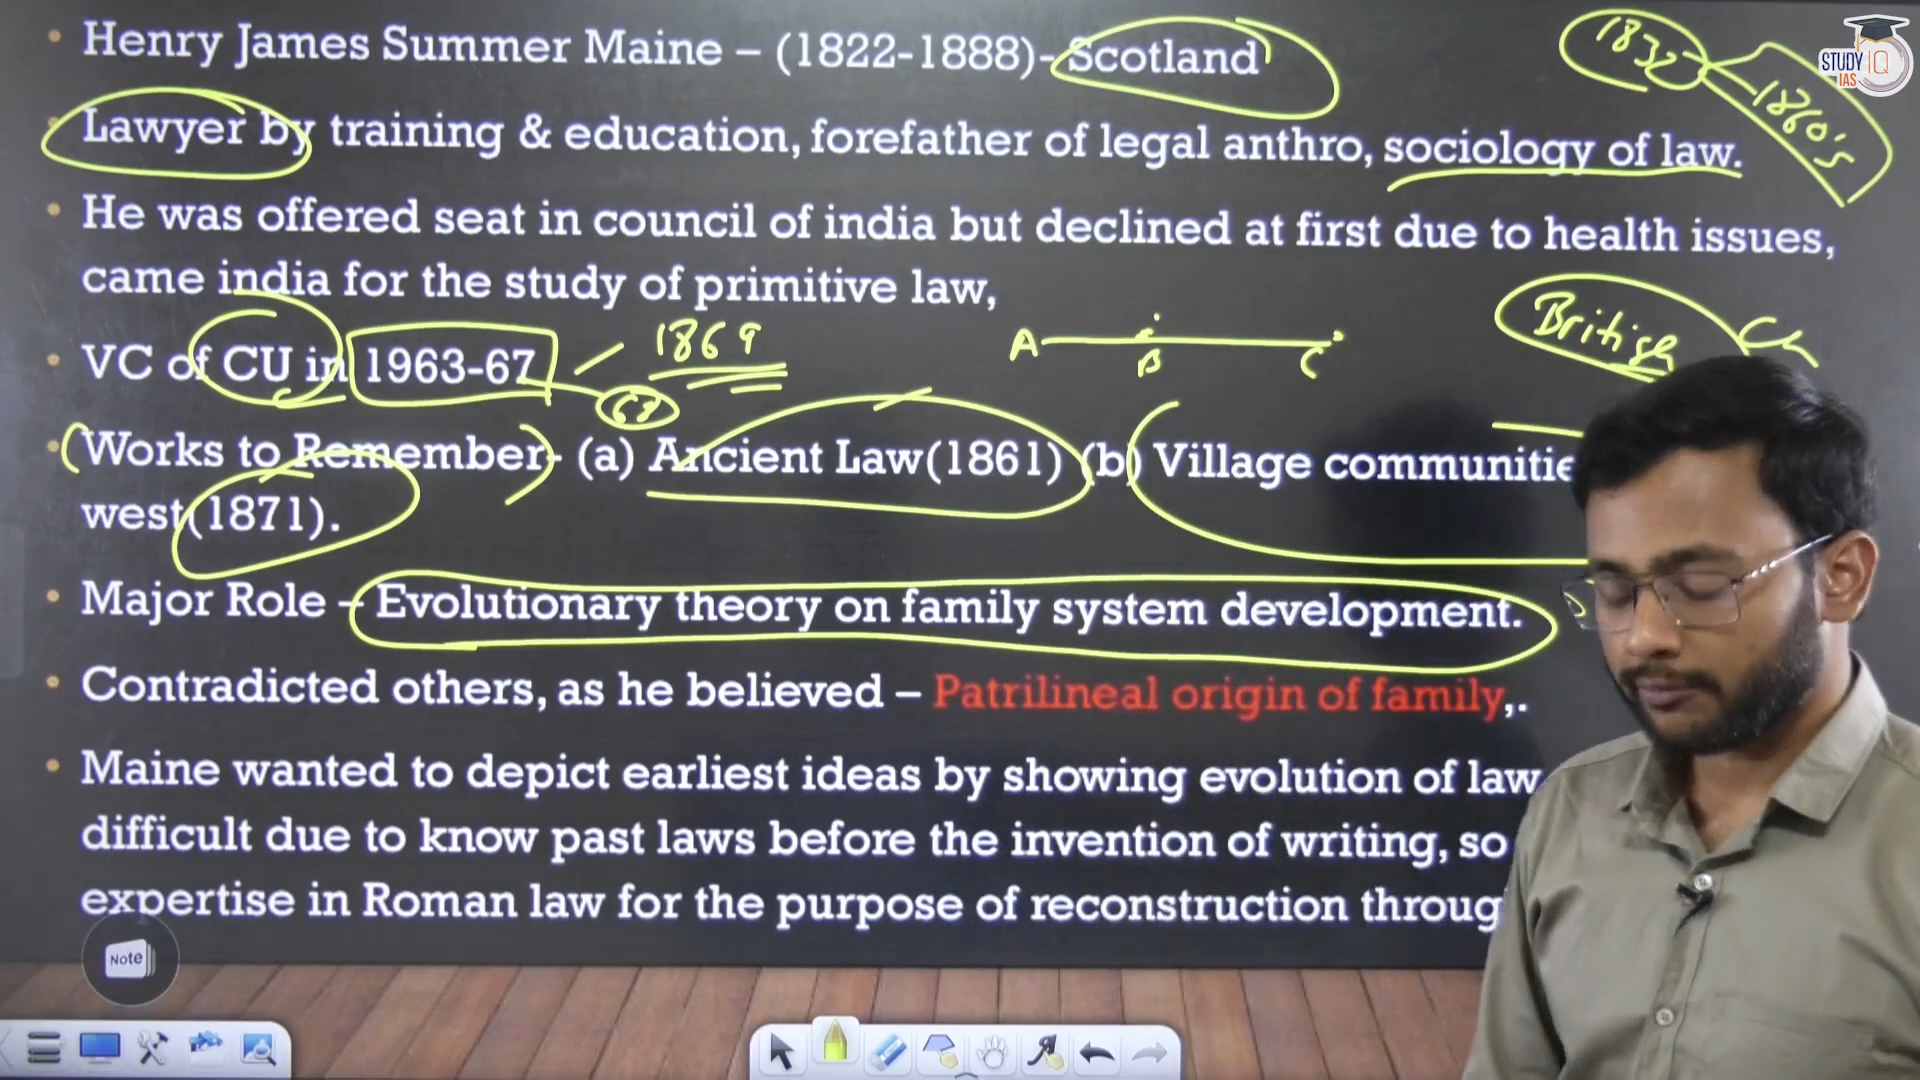 Henry James Summer Maine – (1822-1888)- Scotland
1832
1860's
STUDY IQ
IAS
Lawyer by training & education, forefather of legal anthro, sociology of law.
He was offered seat in council of india but declined at first due to health issues,
came india for the study of primitive law,
British
VC of CU in 1963-67
1869
A B C
Works to Remember- (a) Ancient Law(1861) (b) Village
west(1871).
Major Role – Evolutionary theory on family system development.
Contradicted others, as he believed – Patrilineal origin of family,.
Maine wanted to depict earliest ideas by showing evolution of law
difficult due to know past laws before the invention of writing, so
expertise in Roman law for the purpose of reconstruction
Note